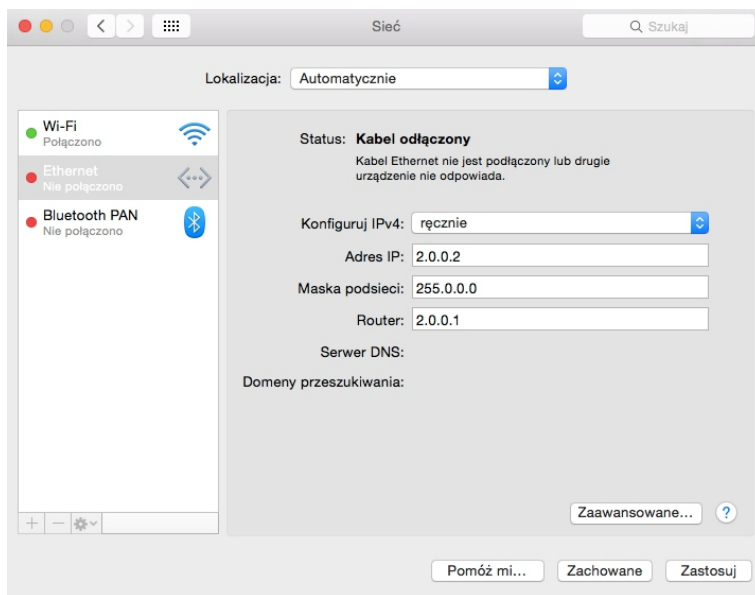 Sieć
Szukaj
Lokalizacja: Automatycznie
Wi-Fi
Połączono
Ethernet
Nie połączono
Bluetooth PAN
Nie połączono
Status: Kabel odłączony
Kabel Ethernet nie jest podłączony lub drugie
urządzenie nie odpowiada.
Konfiguruj IPv4: ręcznie
Adres IP: 2.0.0.2
Maska podsieci: 255.0.0.0
Router: 2.0.0.1
Serwer DNS:
Domeny przeszukiwania:
Zaawansowane... ?
Pomóż mi... Zachowane Zastosuj